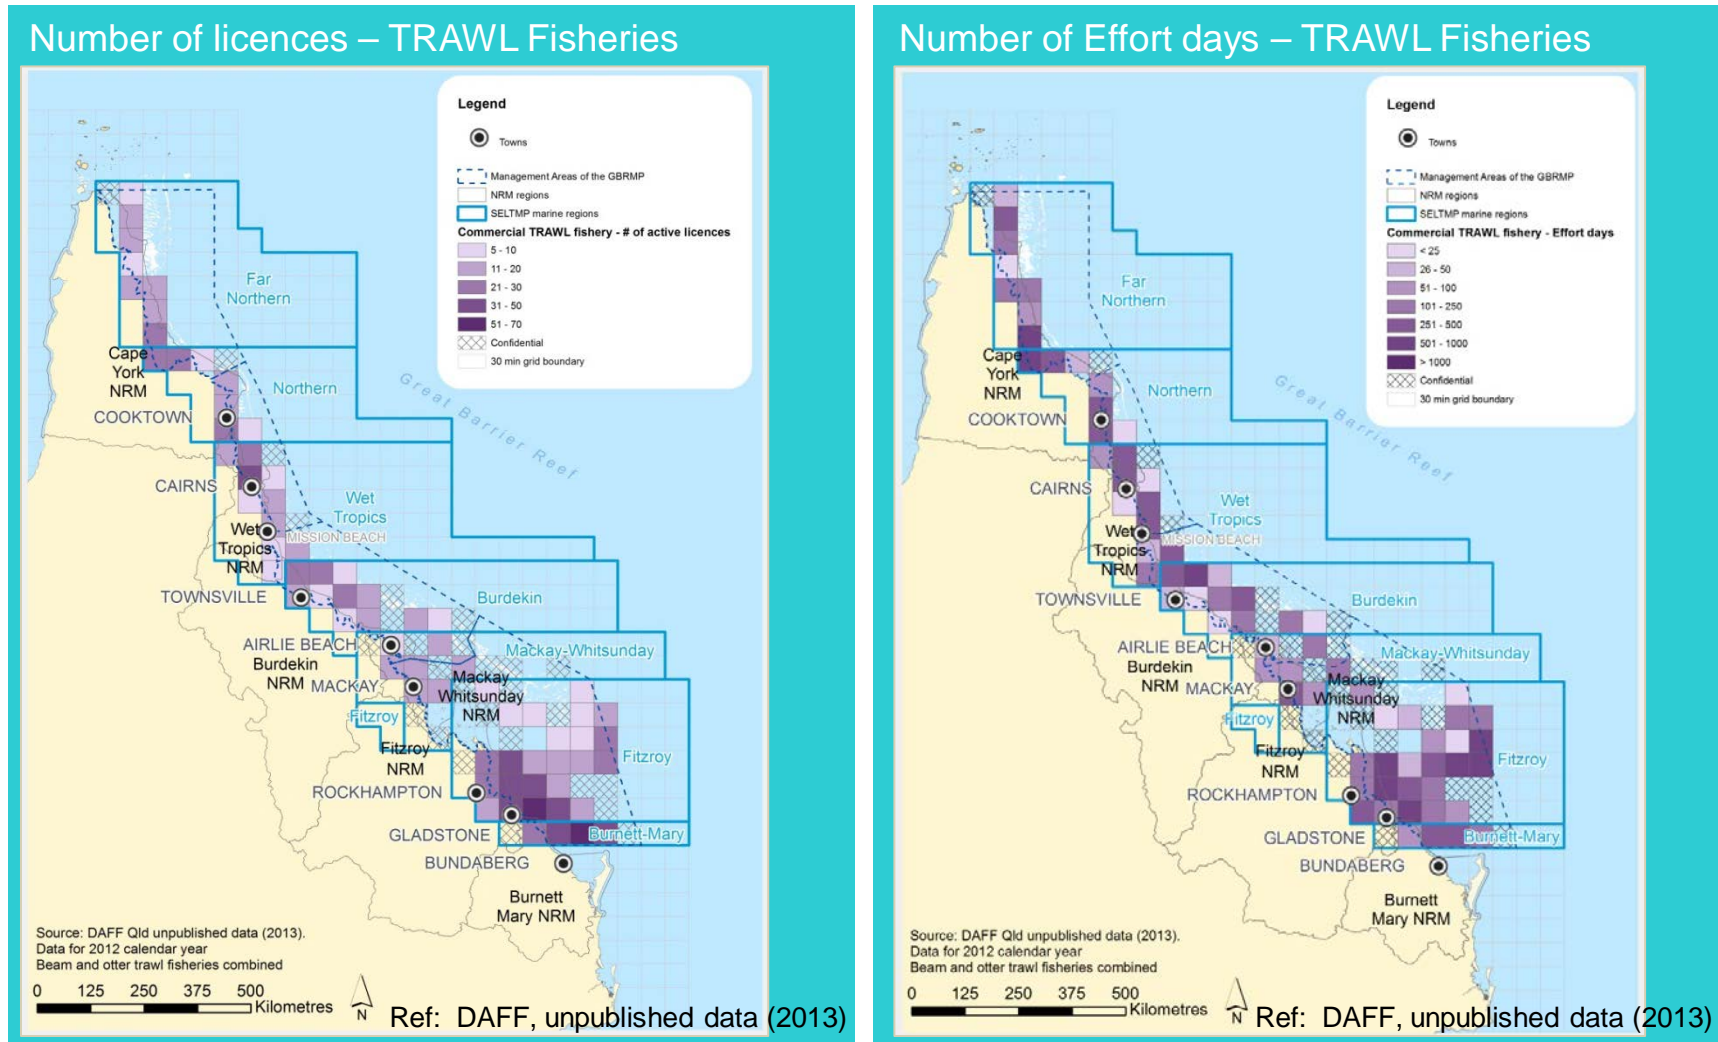 Number of licences – TRAWL Fisheries
Legend
Towns
Management Areas of the GBRMP
NRM regions
SELTMP marine regions
Commercial TRAWL fishery - # of active licences
5 - 10
11 - 20
21 - 30
31 - 50
51 - 70
Confidential
30 min grid boundary
Far
Northern
Cape
York
NRM
Northern
Great Barrier Reef
COOKTOWN
CAIRNS
Wet
Tropics
Wet
Tropics
NRM
MISSION BEACH
TOWNSVILLE
Burdekin
AIRLIE BEACH
Mackay-Whitsunday
Burdekin
NRM
MACKAY
Mackay
Whitsunday
NRM
Fitzroy
Fitzroy
NRM
Fitzroy
ROCKHAMPTON
GLADSTONE
Burnett-Mary
BUNDABERG
Burnett
Mary NRM
Source: DAFF Qld unpublished data (2013).
Data for 2012 calendar year
Beam and otter trawl fisheries combined
0 125 250 375 500
Kilometres
N
Ref: DAFF, unpublished data (2013)
Number of Effort days – TRAWL Fisheries
Legend
Towns
Management Areas of the GBRMP
NRM regions
SELTMP marine regions
Commercial TRAWL fishery - Effort days
< 25
26 - 50
51 - 100
101 - 250
251 - 500
501 - 1000
> 1000
Confidential
30 min grid boundary
Far
Northern
Cape
York
NRM
Northern
Great Barrier Reef
COOKTOWN
CAIRNS
Wet
Tropics
Wet
Tropics
NRM
MISSION BEACH
TOWNSVILLE
Burdekin
AIRLIE BEACH
Mackay-Whitsunday
Burdekin
NRM
MACKAY
Mackay
Whitsunday
NRM
Fitzroy
Fitzroy
NRM
Fitzroy
ROCKHAMPTON
GLADSTONE
Burnett-Mary
BUNDABERG
Burnett
Mary NRM
Source: DAFF Qld unpublished data (2013).
Data for 2012 calendar year
Beam and otter trawl fisheries combined
0 125 250 375 500
Kilometres
N
Ref: DAFF, unpublished data (2013)